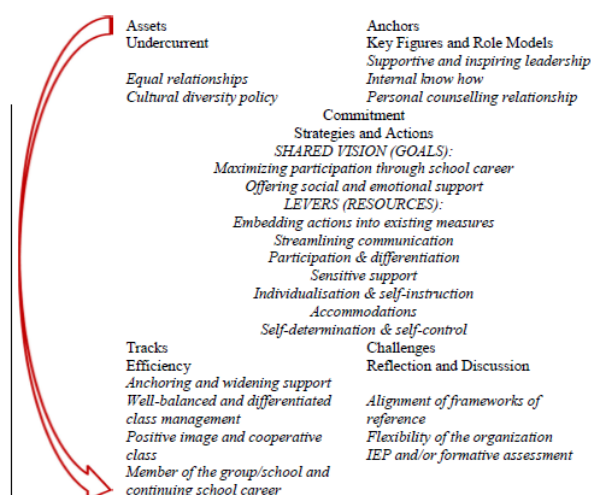 Assets Anchors
Undercurrent Key Figures and Role Models
Supportive and inspiring leadership
Equal relationships Internal know how
Cultural diversity policy Personal counselling relationship
Commitment
Strategies and Actions
SHARED VISION (GOALS):
Maximizing participation through school career
Offering social and emotional support
LEVERS (RESOURCES):
Embedding actions into existing measures
Streamlining communication
Participation & differentiation
Sensitive support
Individualisation & self-instruction
Accommodations
Self-determination & self-control
Tracks Challenges
Efficiency Reflection and Discussion
Anchoring and widening support
Well-balanced and differentiated Alignment of frameworks of
class management reference
Positive image and cooperative Flexibility of the organization
class IEP and/or formative assessment
Member of the group/school and
continuing school career